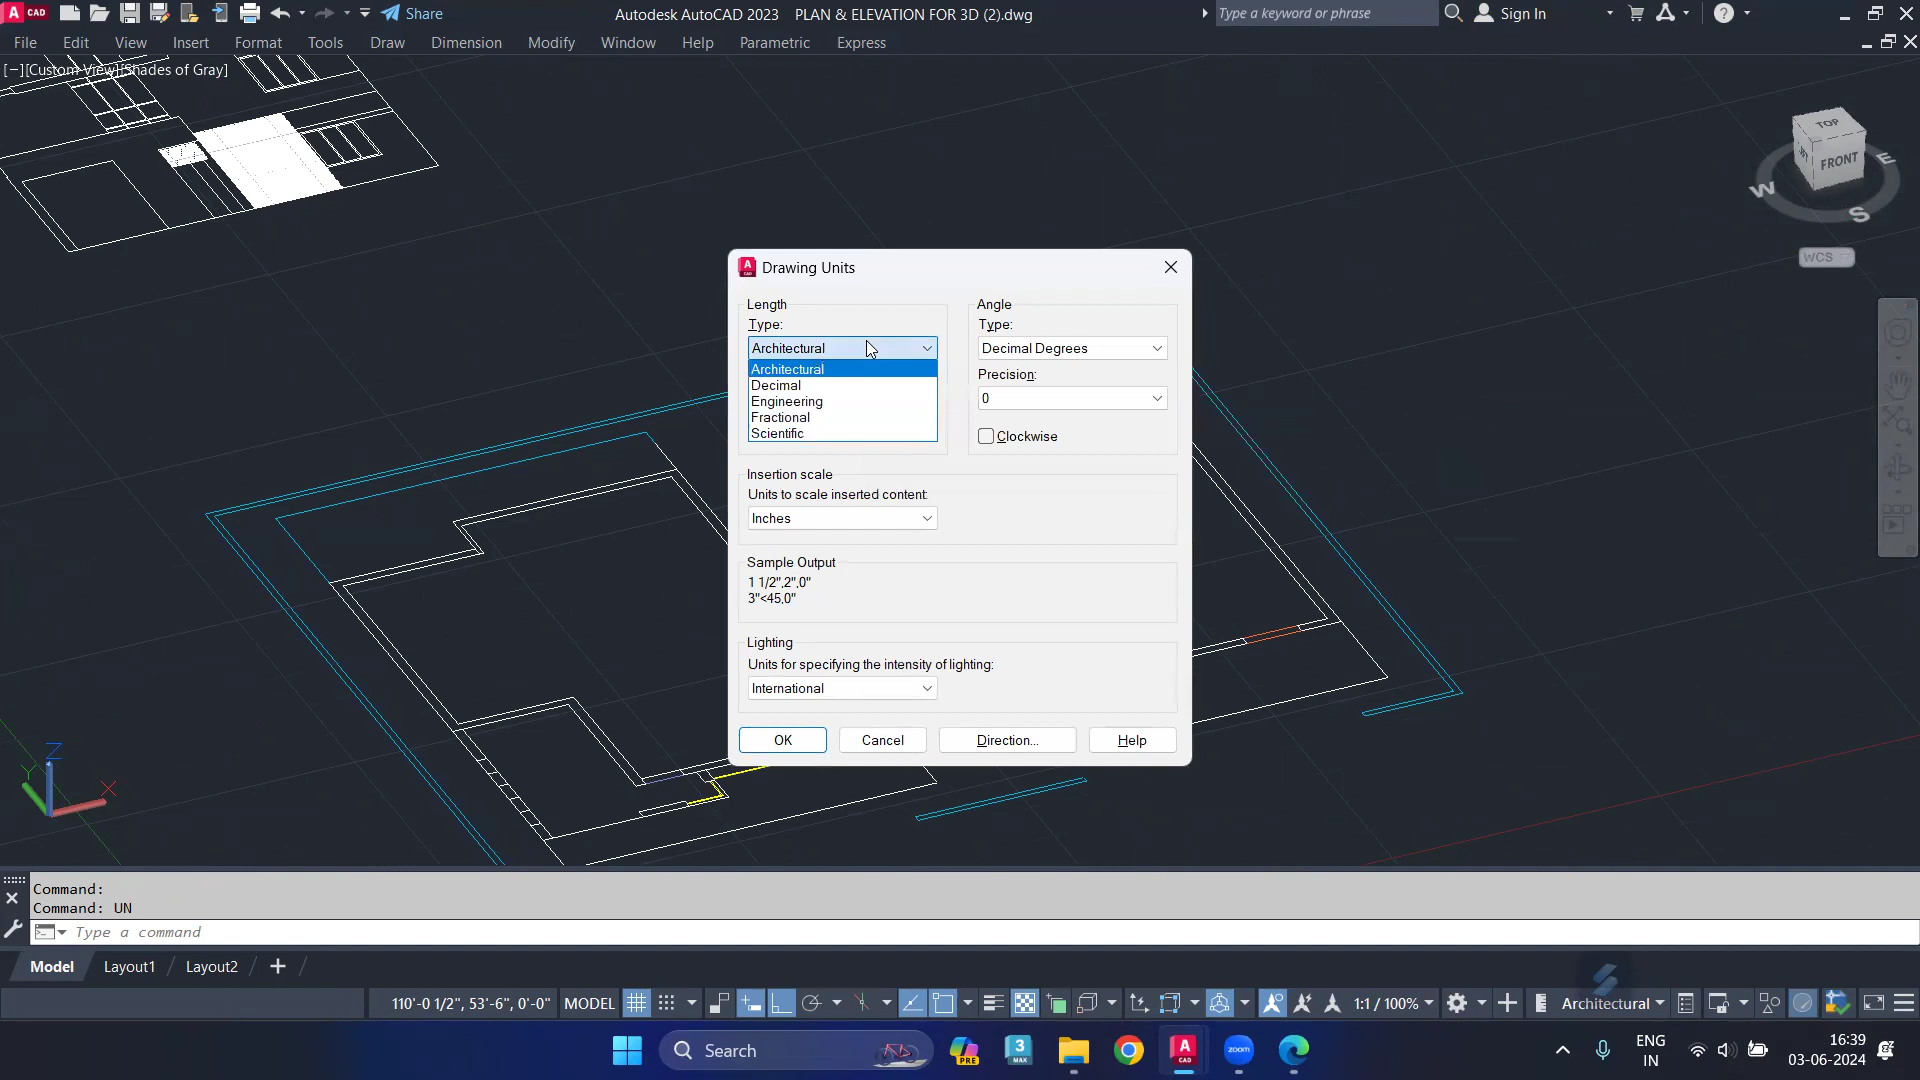 Share
Autodesk AutoCAD 2023 PLAN & ELEVATION FOR 3D (2).dwg
Type a keyword or phrase
Sign In
File Edit View Insert Format Tools Draw Dimension Modify Window Help Parametric Express
[−][Custom View][Shades of Gray]
TOP
FRONT
W
E
S
WCS
Drawing Units
Length
Type:
Architectural
Architectural
Decimal
Engineering
Fractional
Scientific
Angle
Type:
Decimal Degrees
Precision:
0
Clockwise
Insertion scale
Units to scale inserted content:
Inches
Sample Output
1 1/2",2",0"
3"<45,0"
Lighting
Units for specifying the intensity of lighting:
International
OK Cancel Direction... Help
Z
Y
X
Command:
Command: UN
Type a command
Model Layout1 Layout2
110'-0 1/2", 53'-6", 0'-0" MODEL 1:1 / 100% Architectural
Search
PRE
3
MAX
A
CAD
zoom
ENG
IN
16:39
03-06-2024